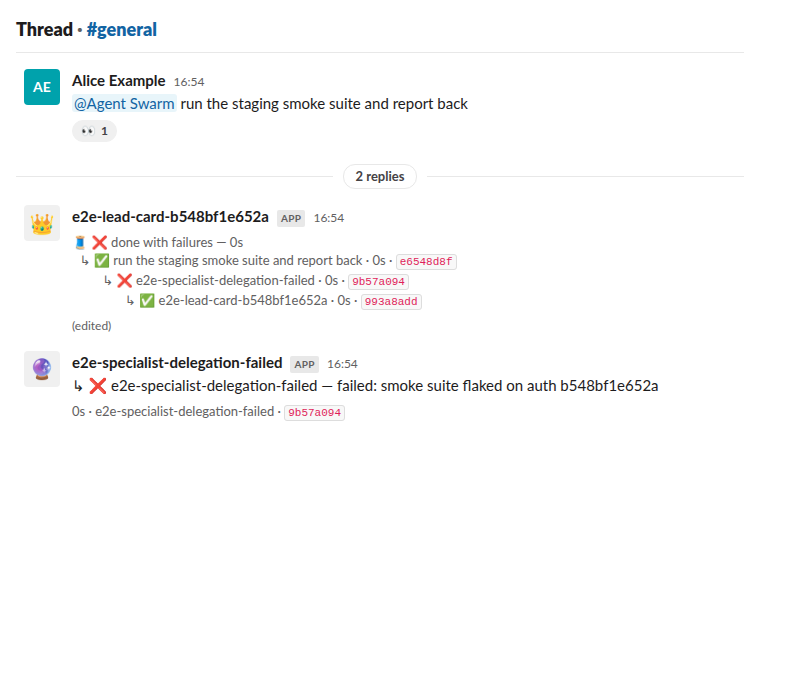 Thread • #general
AE
Alice Example 16:54
@Agent Swarm run the staging smoke suite and report back
👀 1
2 replies
e2e-lead-card-b548bf1e652a APP 16:54
🧵 ❌ done with failures — 0s
↳ ✅ run the staging smoke suite and report back · 0s · e6548d8f
↳ ❌ e2e-specialist-delegation-failed · 0s · 9b57a094
↳ ✅ e2e-lead-card-b548bf1e652a · 0s · 993a8add
(edited)
e2e-specialist-delegation-failed APP 16:54
↳ ❌ e2e-specialist-delegation-failed — failed: smoke suite flaked on auth b548bf1e652a
0s · e2e-specialist-delegation-failed · 9b57a094